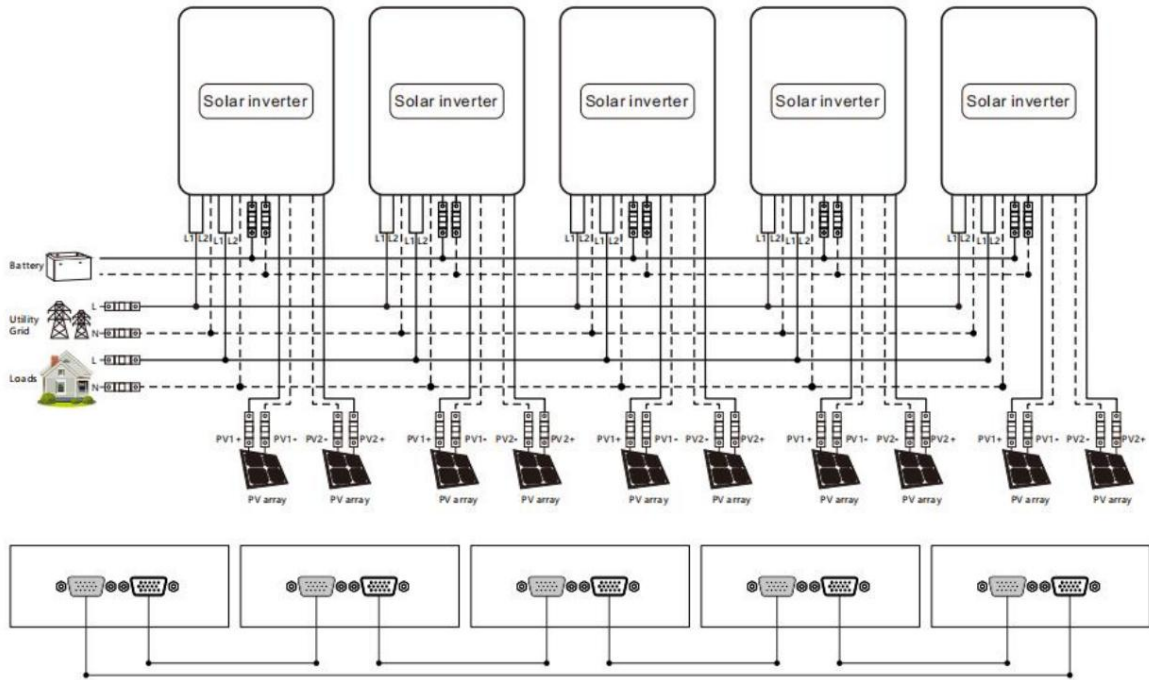 Solar inverter Solar inverter Solar inverter Solar inverter Solar inverter
L1 L2 L1 L2 L1 L2 L1 L2 L1 L2 L1 L2 L1 L2 L1 L2 L1 L2 L1 L2
Battery
L
Utility
Grid
N
L
Loads
N
PV1+ PV1- PV2- PV2+ PV1+ PV1- PV2- PV2+ PV1+ PV1- PV2- PV2+ PV1+ PV1- PV2- PV2+ PV1+ PV1- PV2- PV2+
PV array PV array PV array PV array PV array PV array PV array PV array PV array PV array